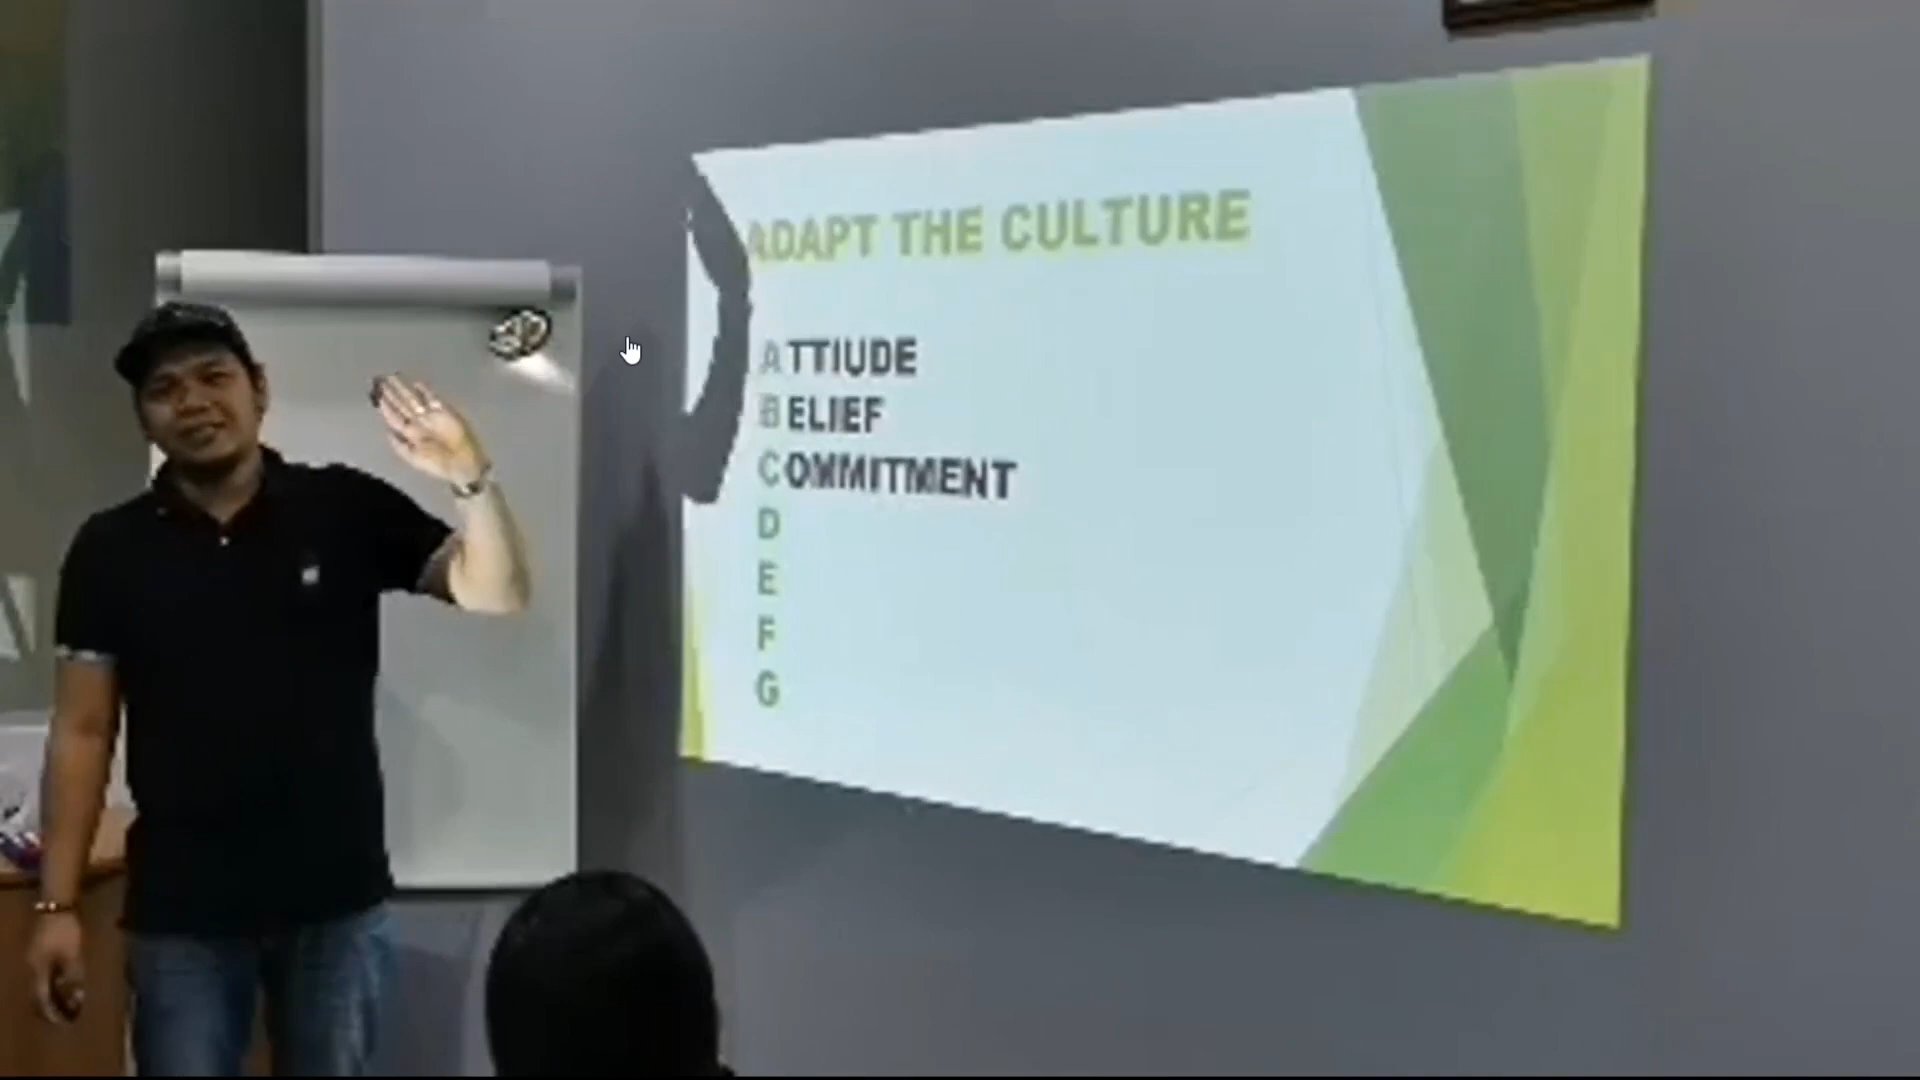 ADAPT THE CULTURE
ATTIUDE
BELIEF
COMMITMENT
D
E
F
G